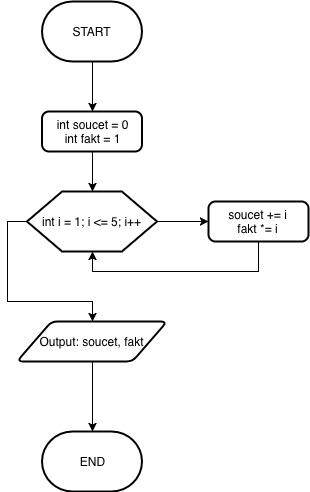 START
int soucet = 0
int fakt = 1
int i = 1; i <= 5; i++
soucet += i
fakt *= i
Output: soucet, fakt
END